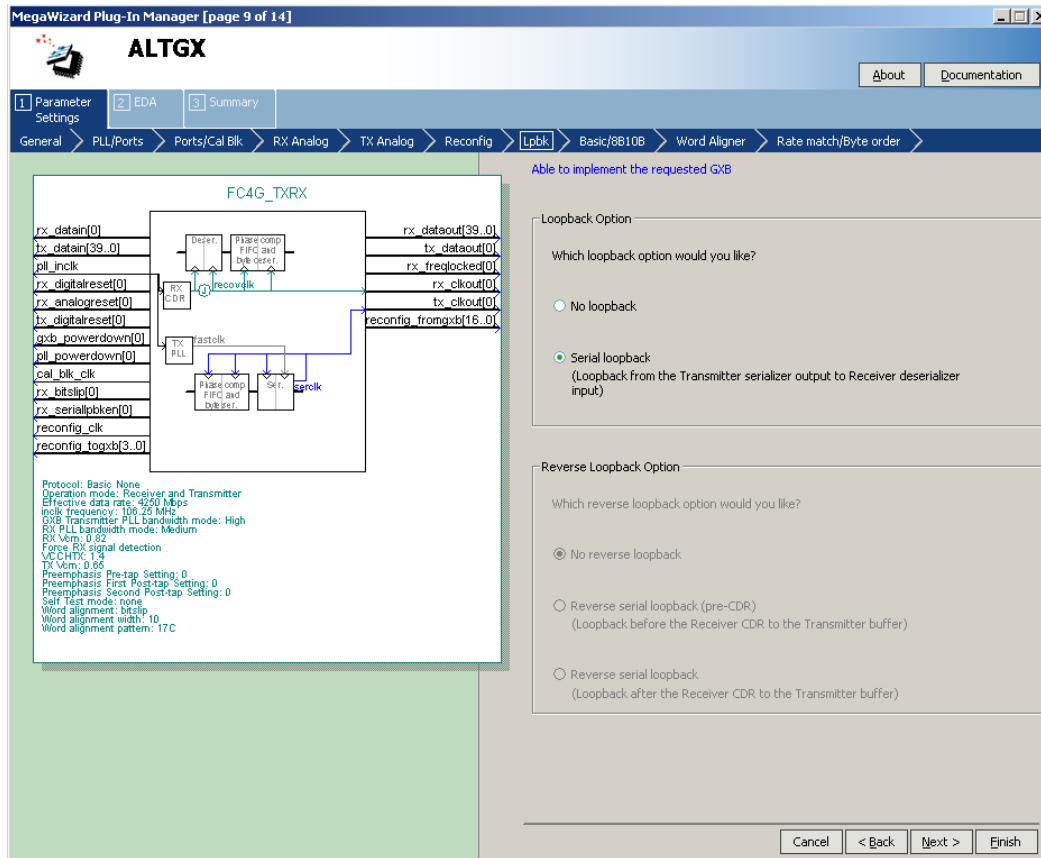 MegaWizard Plug-In Manager [page 9 of 14]
ALTGX
About
Documentation
1 Parameter Settings
2 EDA
3 Summary
General
PLL/Ports
Ports/Cal Blk
RX Analog
TX Analog
Reconfig
Lpbk
Basic/8B10B
Word Aligner
Rate match/Byte order
Able to implement the requested GXB
FC4G_TXRX
rx_datain[0]
tx_datain[39..0]
pll_inclk
rx_digitalreset[0]
rx_analogreset[0]
tx_digitalreset[0]
gxb_powerdown[0]
pll_powerdown[0]
cal_blk_clk
rx_bitslip[0]
rx_seriallpbken[0]
reconfig_clk
reconfig_togxb[3..0]
Deser.
Phase comp
FIFO and
byte deser.
RX
CDR
recovclk
TX
PLL
fastclk
Phase comp
FIFO and
byte ser.
Ser.
serclk
rx_dataout[39..0]
tx_dataout[0]
rx_freqlocked[0]
rx_clkout[0]
tx_clkout[0]
reconfig_fromgxb[16..0]
Protocol: Basic None
Operation mode: Receiver and Transmitter
Effective data rate: 4250 Mbps
inclk frequency: 106.25 MHz
GXB Transmitter PLL bandwidth mode: High
RX PLL bandwidth mode: Medium
RX Vcm: 0.82
Force RX signal detection
VCCHTX: 1.4
TX Vcm: 0.65
Preemphasis Pre-tap Setting: 0
Preemphasis First Post-tap Setting: 0
Preemphasis Second Post-tap Setting: 0
Self Test mode: none
Word alignment: bitslip
Word alignment width: 10
Word alignment pattern: 17C
Loopback Option
Which loopback option would you like?
No loopback
Serial loopback
(Loopback from the Transmitter serializer output to Receiver deserializer
input)
Reverse Loopback Option
Which reverse loopback option would you like?
No reverse loopback
Reverse serial loopback (pre-CDR)
(Loopback before the Receiver CDR to the Transmitter buffer)
Reverse serial loopback
(Loopback after the Receiver CDR to the Transmitter buffer)
Cancel
< Back
Next >
Finish